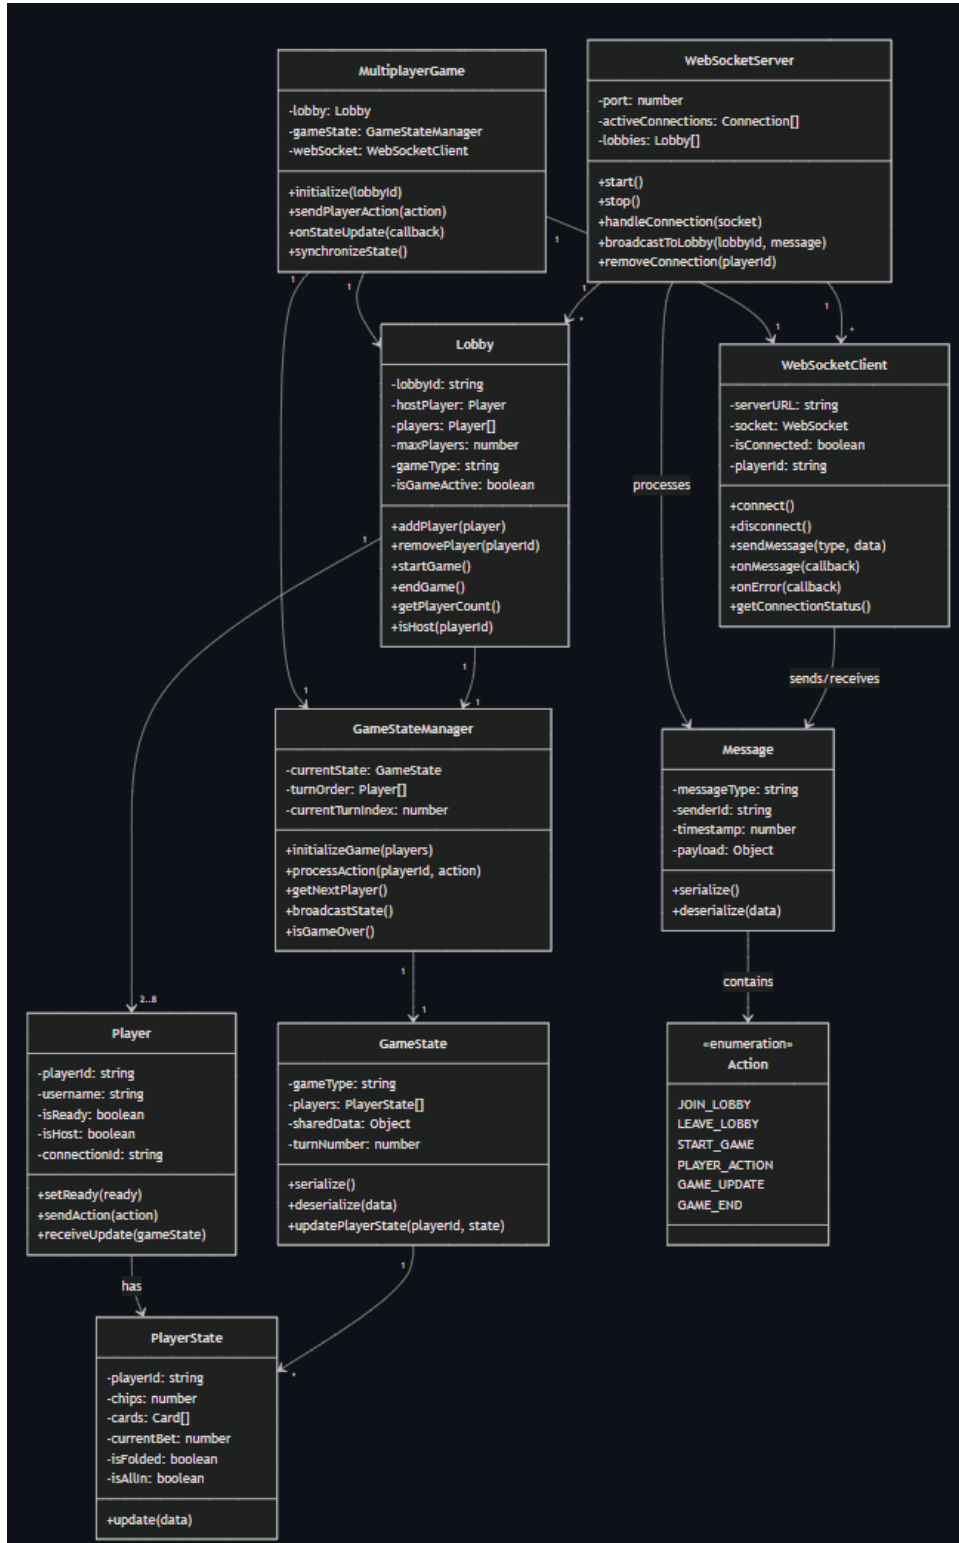 MultiplayerGame
-lobby: Lobby
-gameState: GameStateManager
-webSocket: WebSocketClient
+initialize(lobbyId)
+sendPlayerAction(action)
+onStateUpdate(callback)
+synchronizeState()
WebSocketServer
-port: number
-activeConnections: Connection[]
-lobbies: Lobby[]
+start()
+stop()
+handleConnection(socket)
+broadcastToLobby(lobbyId, message)
+removeConnection(playerId)
1
1
1
1
*
1
1
*
Lobby
-lobbyId: string
-hostPlayer: Player
-players: Player[]
-maxPlayers: number
-gameType: string
-isGameActive: boolean
+addPlayer(player)
+removePlayer(playerId)
+startGame()
+endGame()
+getPlayerCount()
+isHost(playerId)
WebSocketClient
-serverURL: string
-socket: WebSocket
-isConnected: boolean
-playerId: string
+connect()
+disconnect()
+sendMessage(type, data)
+onMessage(callback)
+onError(callback)
+getConnectionStatus()
processes
1
1
1
1
sends/receives
GameStateManager
-currentState: GameState
-turnOrder: Player[]
-currentTurnIndex: number
+initializeGame(players)
+processAction(playerId, action)
+getNextPlayer()
+broadcastState()
+isGameOver()
Message
-messageType: string
-senderId: string
-timestamp: number
-payload: Object
+serialize()
+deserialize(data)
1
1
contains
2..8
Player
-playerId: string
-username: string
-isReady: boolean
-isHost: boolean
-connectionId: string
+setReady(ready)
+sendAction(action)
+receiveUpdate(gameState)
GameState
-gameType: string
-players: PlayerState[]
-sharedData: Object
-turnNumber: number
+serialize()
+deserialize(data)
+updatePlayerState(playerId, state)
«enumeration»
Action
JOIN_LOBBY
LEAVE_LOBBY
START_GAME
PLAYER_ACTION
GAME_UPDATE
GAME_END
has
1
*
PlayerState
-playerId: string
-chips: number
-cards: Card[]
-currentBet: number
-isFolded: boolean
-isAllIn: boolean
+update(data)